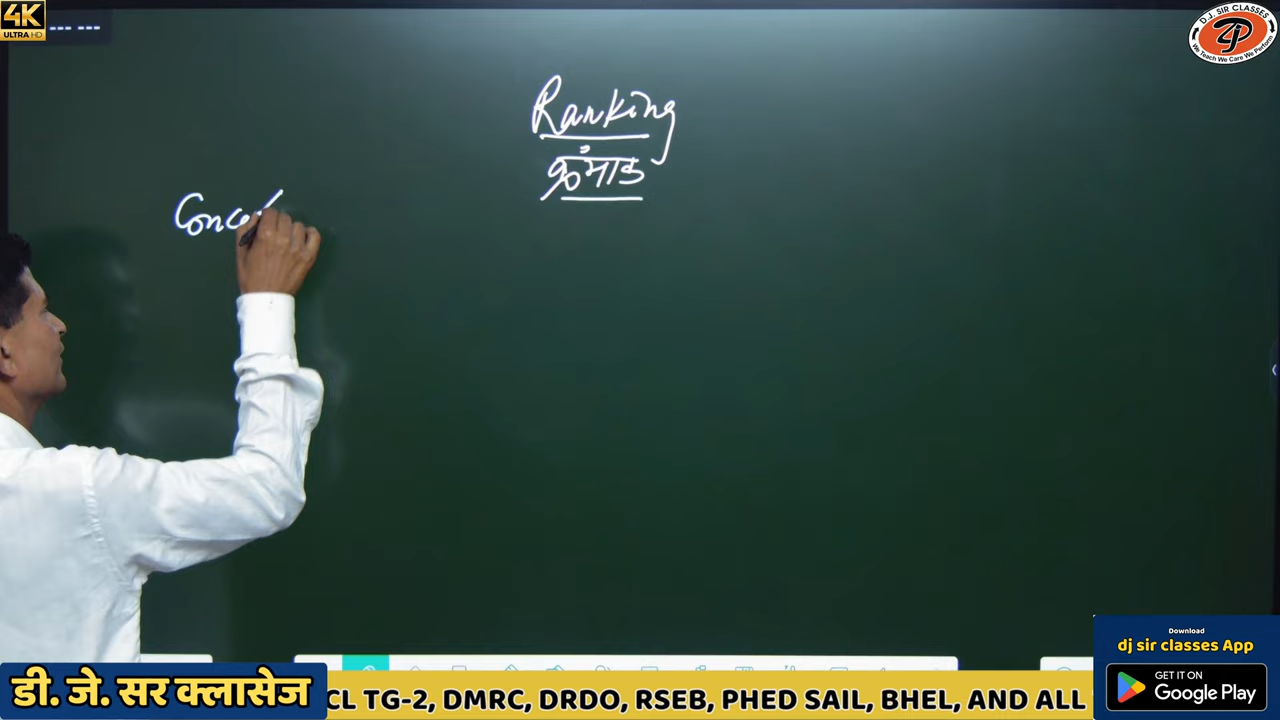 4K
ULTRA HD
D.J. SIR CLASSES
We Teach We Care We Perform
Ranking
क्रमांक
Conce
Download
dj sir classes App
GET IT ON
Google Play
डी. जे. सर क्लासेज
CL TG-2, DMRC, DRDO, RSEB, PHED SAIL, BHEL, AND ALL